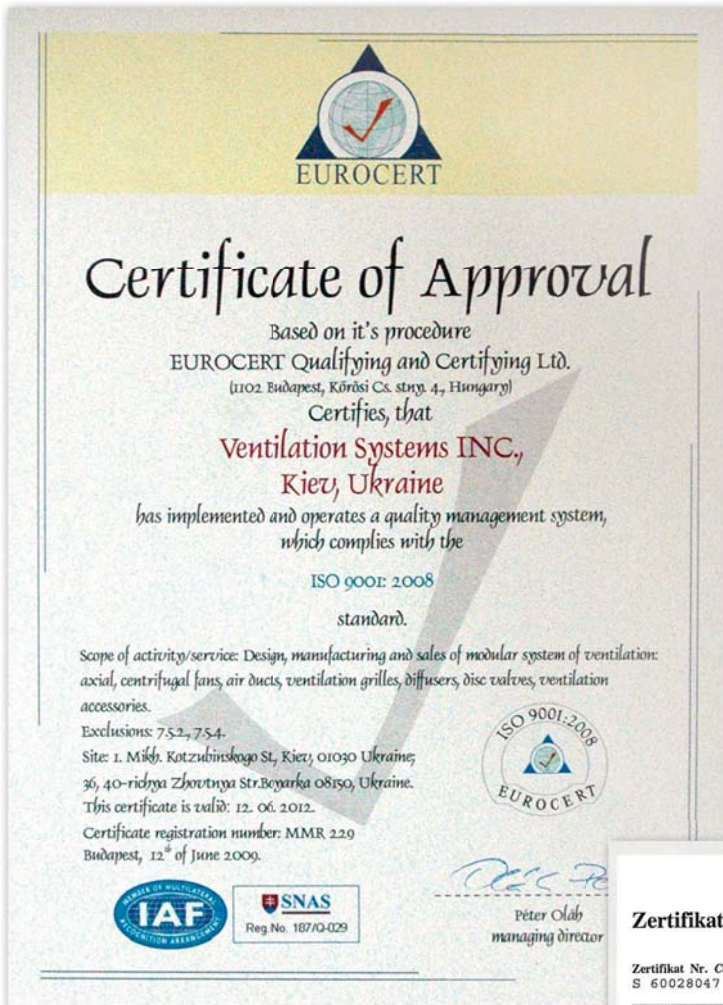 EUROCERT
Certificate of Approval
Based on it's procedure
EUROCERT Qualifying and Certifying Ltd.
(1102 Budapest, Kőrösi Cs. stny. 4., Hungary)
Certifies, that
Ventilation Systems INC.,
Kiev, Ukraine
has implemented and operates a quality management system,
which complies with the
ISO 9001: 2008
standard.
Scope of activity/service: Design, manufacturing and sales of modular system of ventilation:
axial, centrifugal fans, air ducts, ventilation grilles, diffusers, disc valves, ventilation
accessories.
Exclusions: 7.5.2., 7.5.4.
Site: 1. Mikh. Kotzubinskogo St, Kiev, 01030 Ukraine;
36, 40-richya Zhovtnya Str.Boyarka 08150, Ukraine.
This certificate is valid: 12. 06. 2012.
Certificate registration number: MMR 229
Budapest, 12th of June 2009.
ISO 9001:2008
EUROCERT
MEMBER OF MULTILATERAL
IAF
RECOGNITION ARRANGEMENT
SNAS
Reg.No. 187/Q-029
Péter Oláh
managing director
Zertifikat
Zertifikat Nr. C
S 60028047